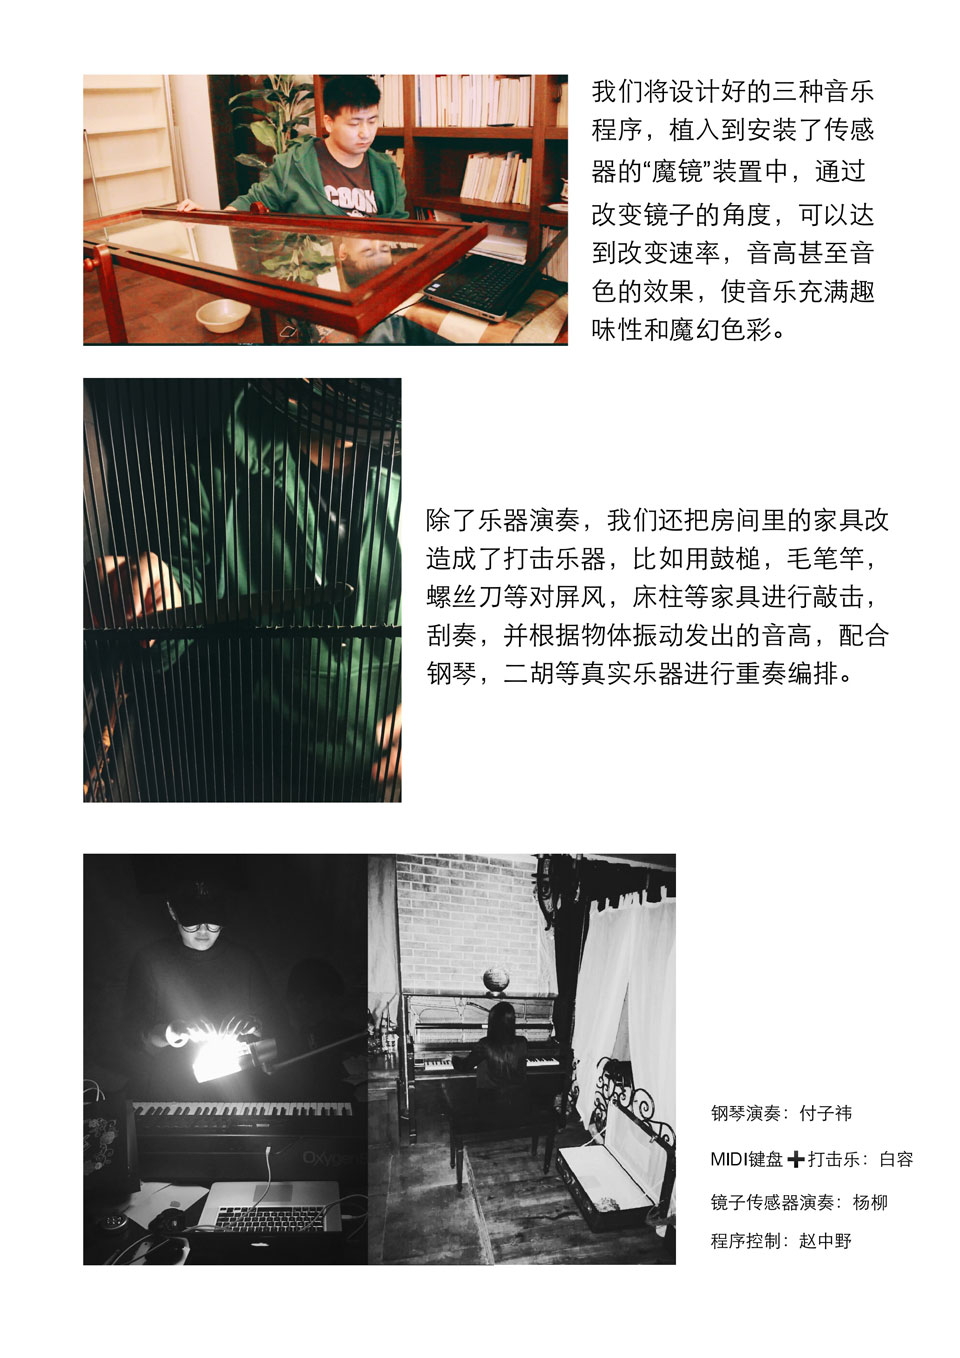 我们将设计好的三种音乐
程序，植入到安装了传感
器的“魔镜”装置中，通过
改变镜子的角度，可以达
到改变速率，音高甚至音
色的效果，使音乐充满趣
味性和魔幻色彩。
除了乐器演奏，我们还把房间里的家具改
造成了打击乐器，比如用鼓槌，毛笔竿，
螺丝刀等对屏风，床柱等家具进行敲击，
刮奏，并根据物体振动发出的音高，配合
钢琴，二胡等真实乐器进行重奏编排。
Oxygen
钢琴演奏：付子祎
MIDI键盘➕打击乐：白容
镜子传感器演奏：杨柳
程序控制：赵中野